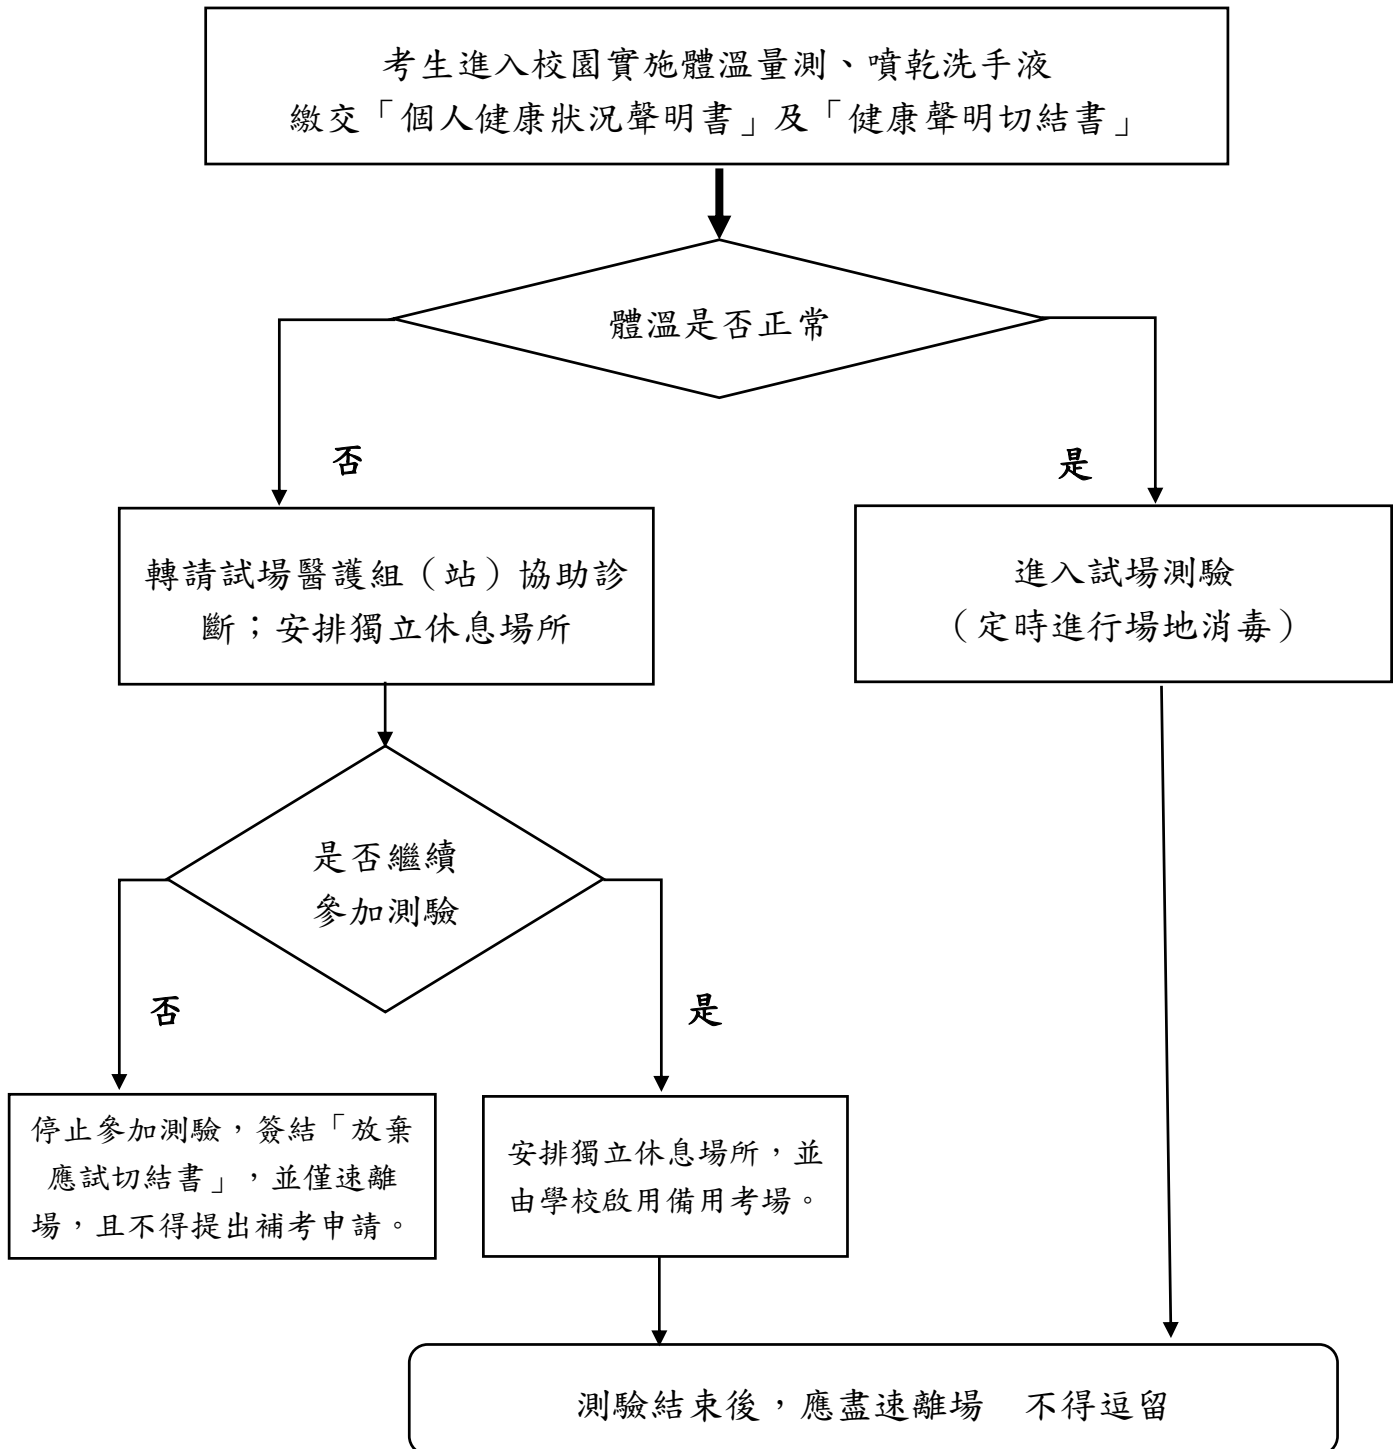 考生進入校園實施體溫量測、噴乾洗手液
繳交「個人健康狀況聲明書」及「健康聲明切結書」
體溫是否正常
否
是
轉請試場醫護組（站）協助診
斷；安排獨立休息場所
進入試場測驗
（定時進行場地消毒）
是否繼續
參加測驗
否
是
停止參加測驗，簽結「放棄
應試切結書」，並僅速離
場，且不得提出補考申請。
安排獨立休息場所，並
由學校啟用備用考場。
測驗結束後，應盡速離場　不得逗留